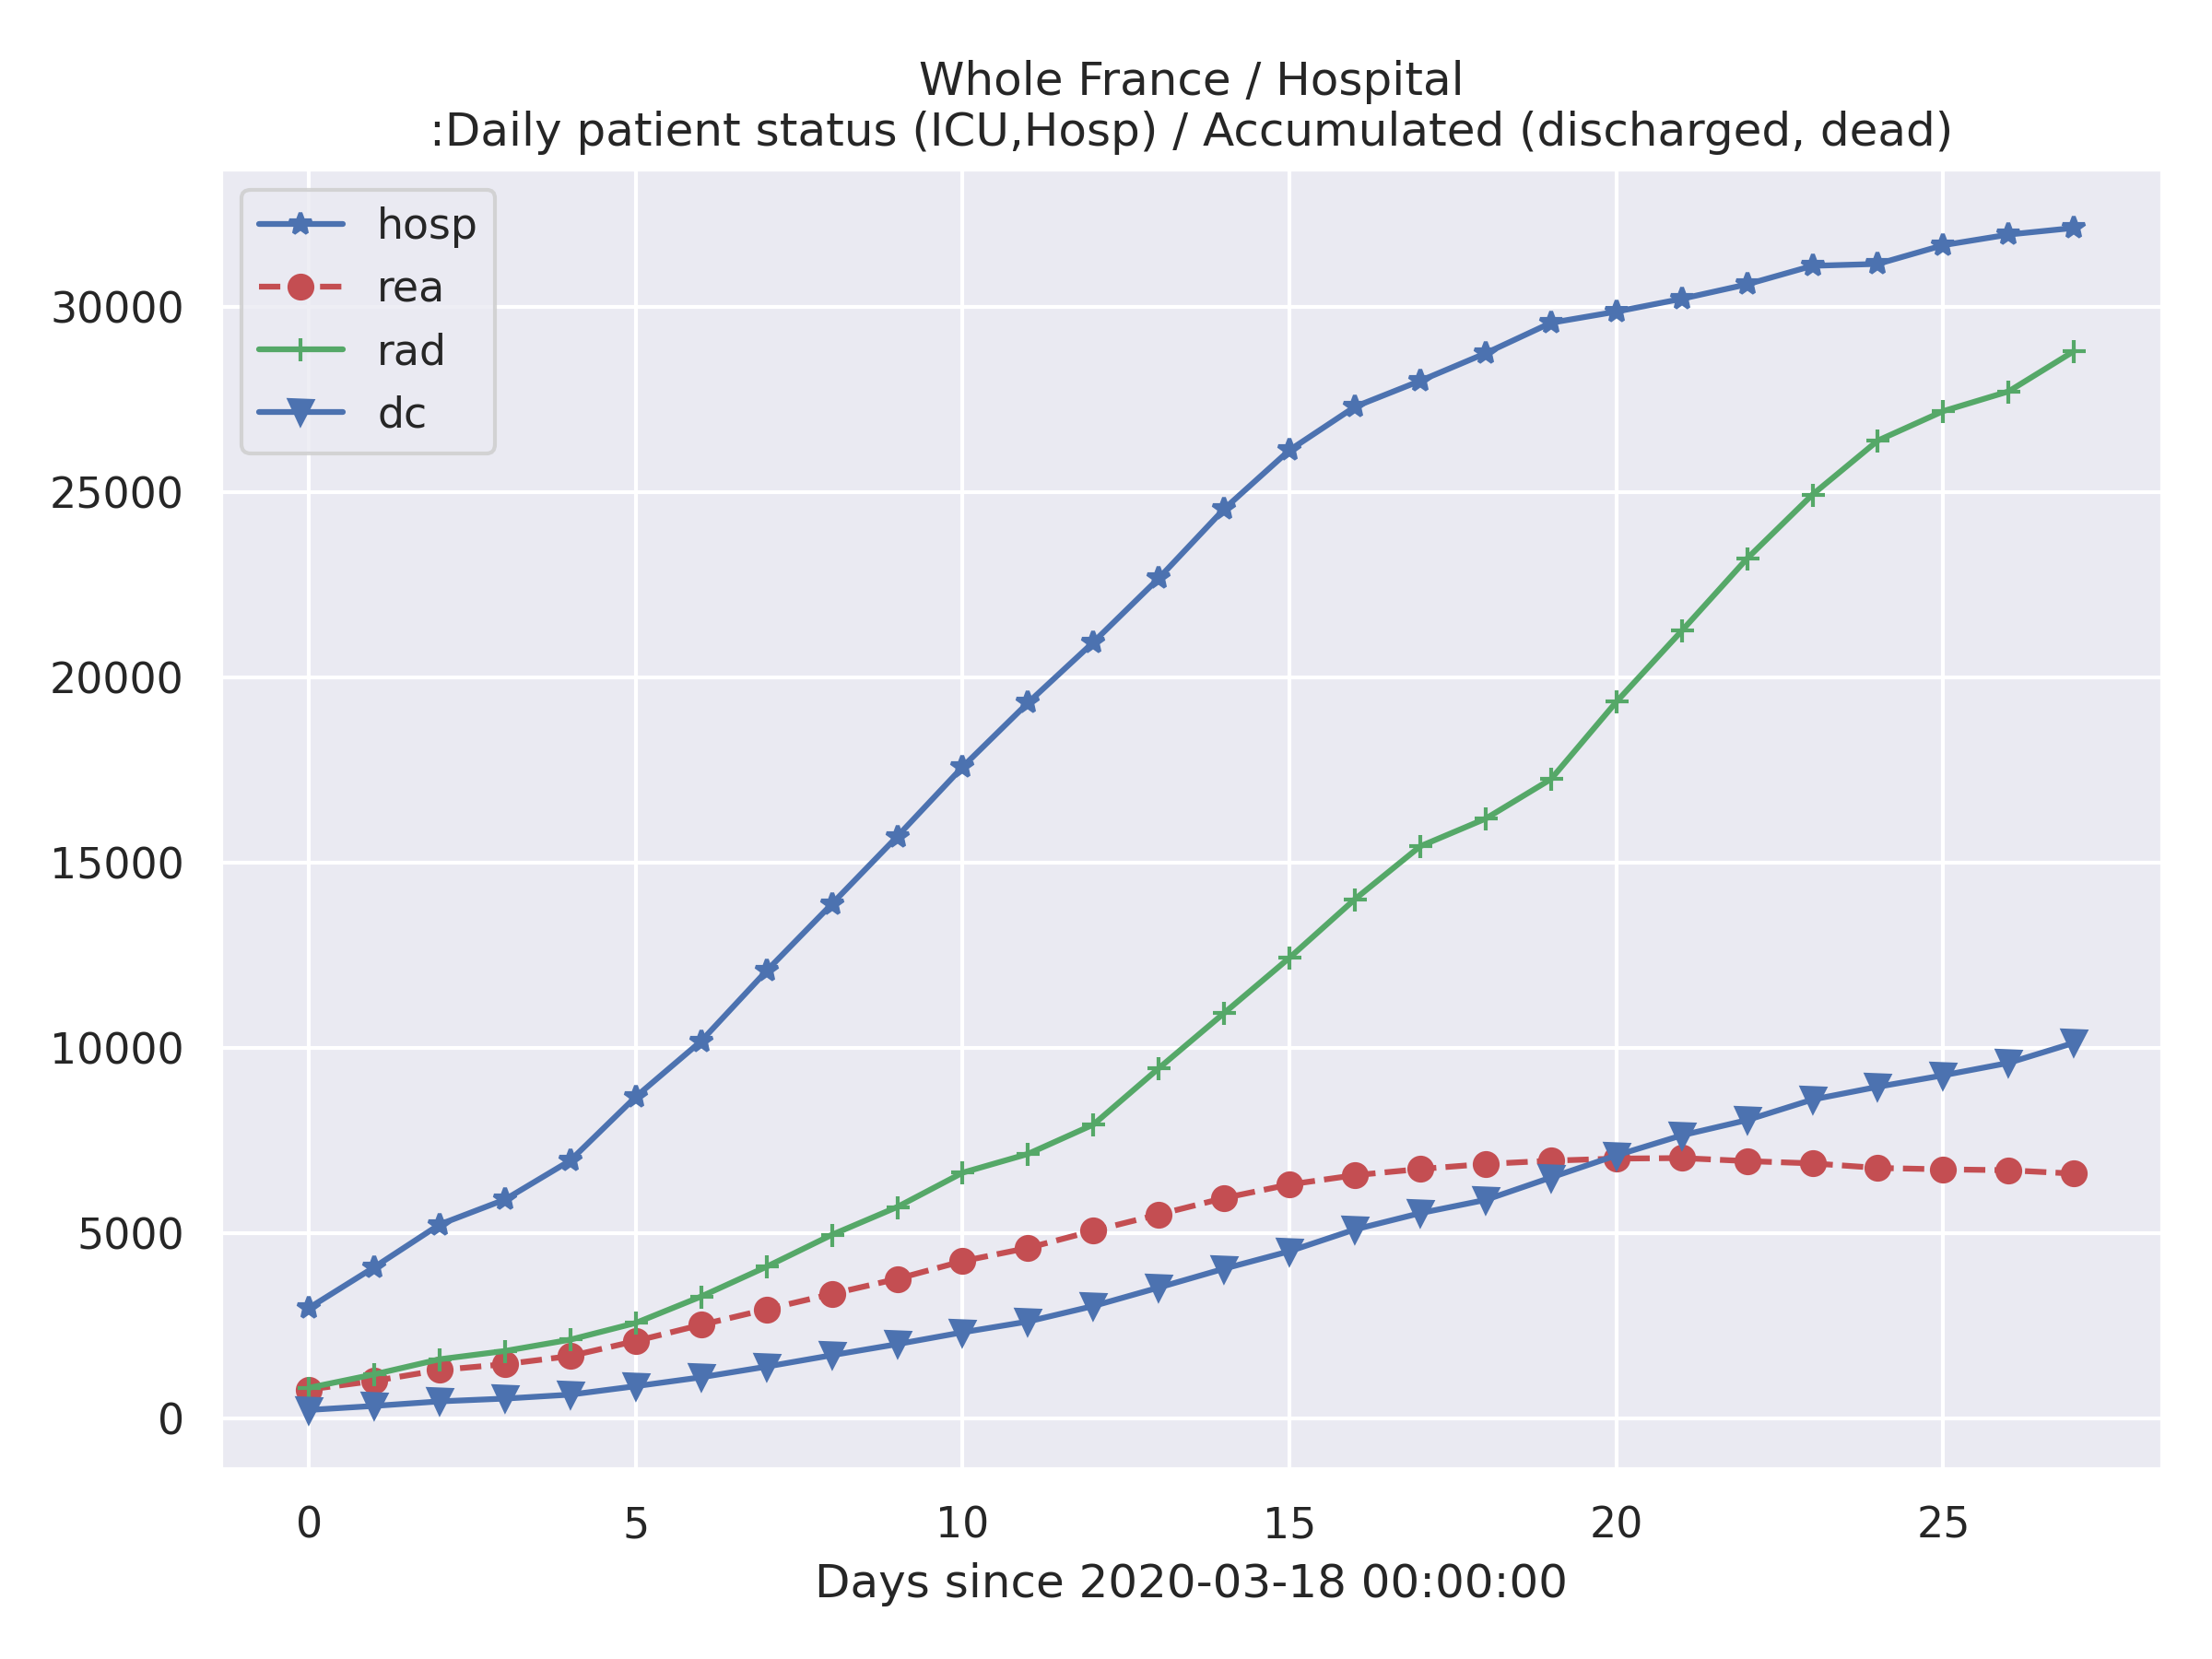 Whole France / Hospital
:Daily patient status (ICU,Hosp) / Accumulated (discharged, dead)
hosp
rea
rad
dc
30000
25000
20000
15000
10000
5000
0
0 5 10 15 20 25
Days since 2020-03-18 00:00:00